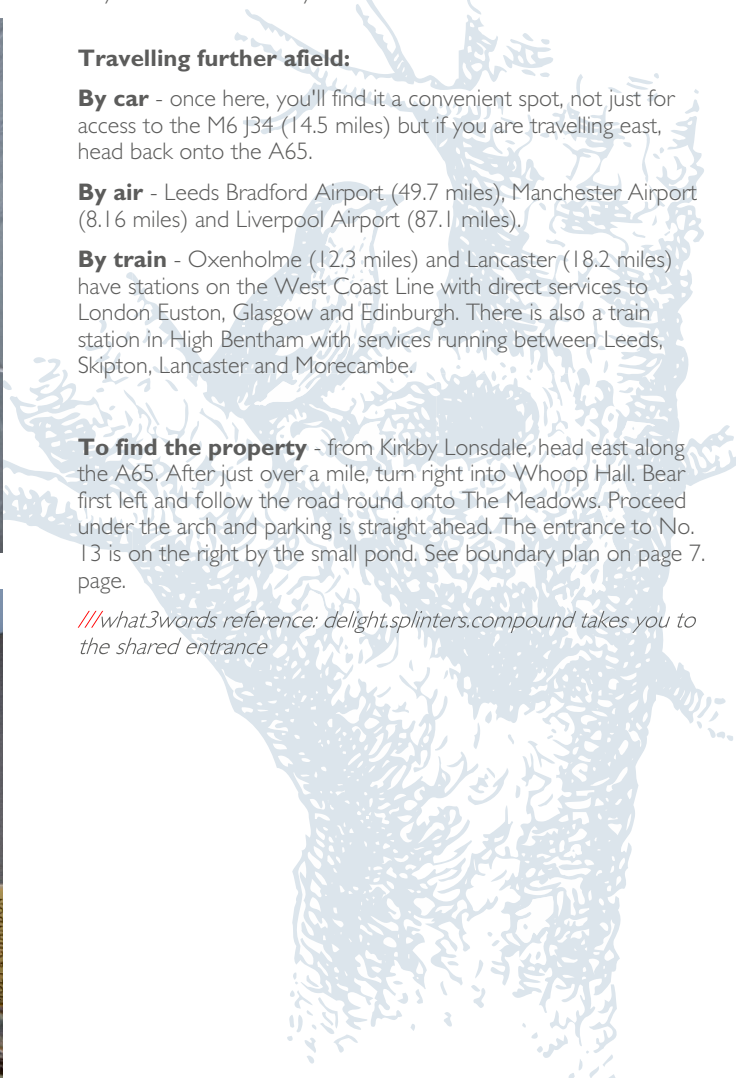 Travelling further afield:
By car - once here, you'll find it a convenient spot, not just for
access to the M6 J34 (14.5 miles) but if you are travelling east,
head back onto the A65.
By air - Leeds Bradford Airport (49.7 miles), Manchester Airport
(8.16 miles) and Liverpool Airport (87.1 miles).
By train - Oxenholme (12.3 miles) and Lancaster (18.2 miles)
have stations on the West Coast Line with direct services to
London Euston, Glasgow and Edinburgh. There is also a train
station in High Bentham with services running between Leeds,
Skipton, Lancaster and Morecambe.
To find the property - from Kirkby Lonsdale, head east along
the A65. After just over a mile, turn right into Whoop Hall. Bear
first left and follow the road round onto The Meadows. Proceed
under the arch and parking is straight ahead. The entrance to No.
13 is on the right by the small pond. See boundary plan on page 7.
page.
///what3words reference: delight.splinters.compound takes you to
the shared entrance